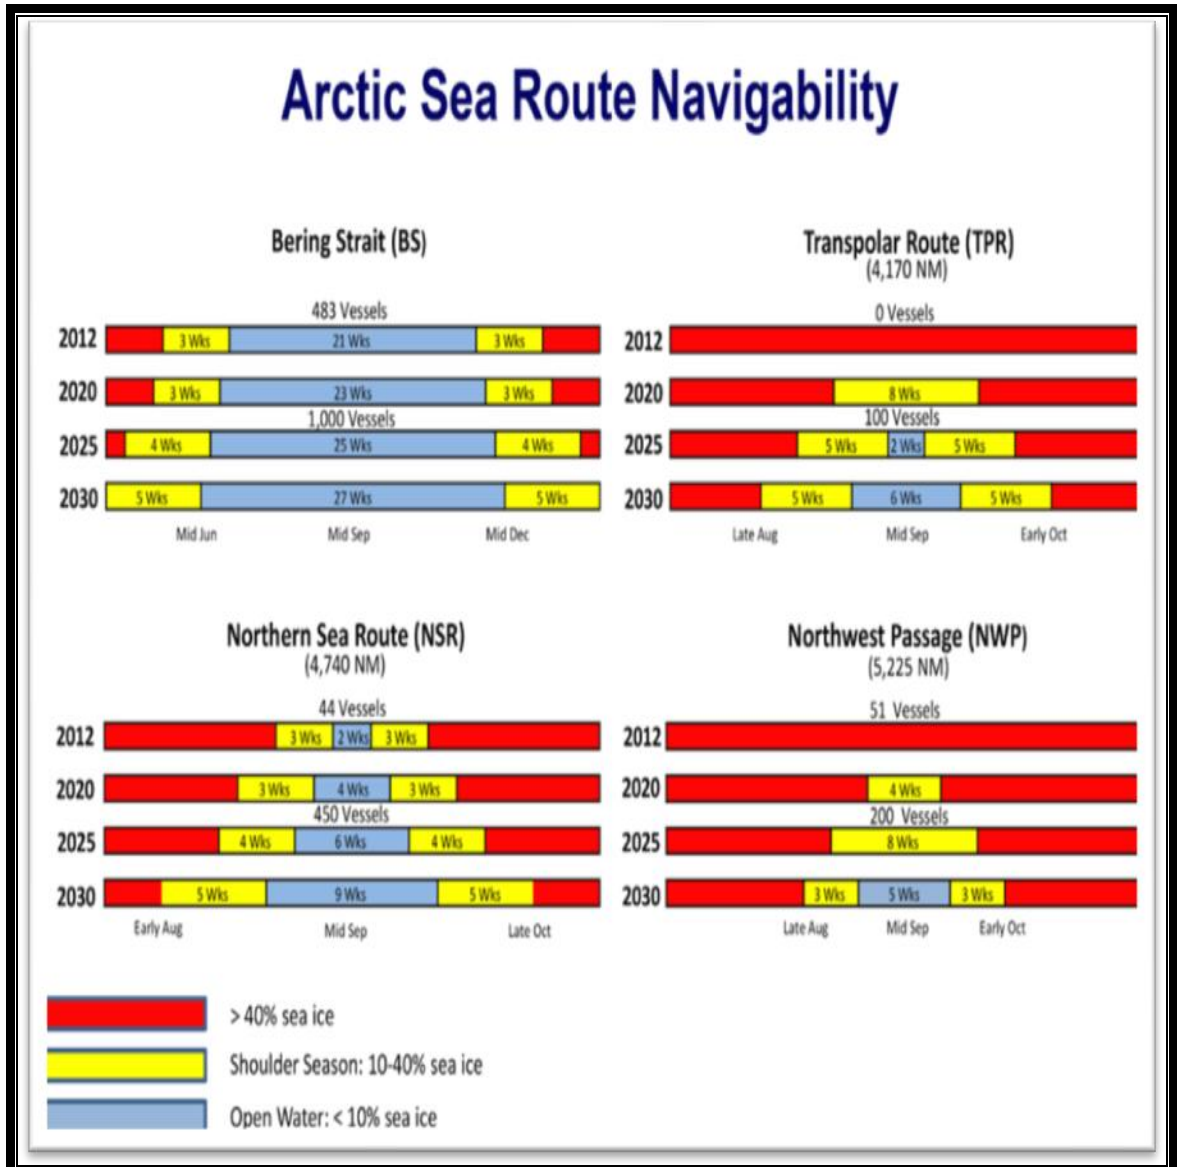 Arctic Sea Route Navigability
Bering Strait (BS)
483 Vessels
2012 3 Wks 21 Wks 3 Wks
2020 3 Wks 23 Wks 3 Wks
1,000 Vessels
2025 4 Wks 25 Wks 4 Wks
2030 5 Wks 27 Wks 5 Wks
Mid Jun Mid Sep Mid Dec
Transpolar Route (TPR)
(4,170 NM)
0 Vessels
2012
2020 8 Wks
100 Vessels
2025 5 Wks 2 Wks 5 Wks
2030 5 Wks 6 Wks 5 Wks
Late Aug Mid Sep Early Oct
Northern Sea Route (NSR)
(4,740 NM)
44 Vessels
2012 3 Wks 2 Wks 3 Wks
2020 3 Wks 4 Wks 3 Wks
450 Vessels
2025 4 Wks 6 Wks 4 Wks
2030 5 Wks 9 Wks 5 Wks
Early Aug Mid Sep Late Oct
Northwest Passage (NWP)
(5,225 NM)
51 Vessels
2012
2020 4 Wks
200 Vessels
2025 8 Wks
2030 3 Wks 5 Wks 3 Wks
Late Aug Mid Sep Early Oct
> 40% sea ice
Shoulder Season: 10-40% sea ice
Open Water: < 10% sea ice